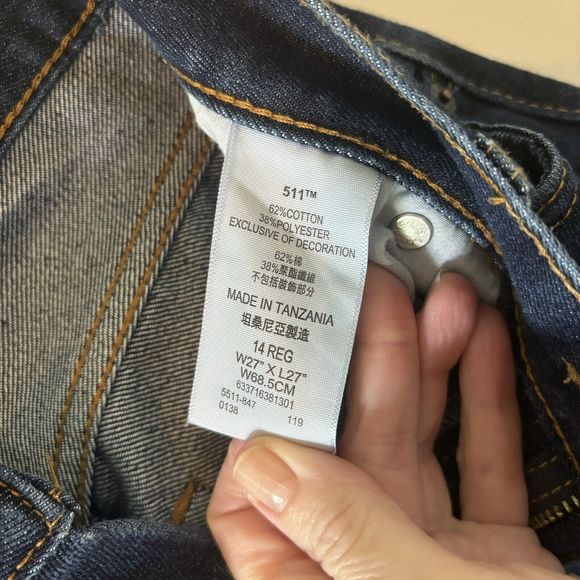 511™
62%COTTON
38%POLYESTER
EXCLUSIVE OF DECORATION
62%棉
38%聚酯纖維
不包括裝飾部分
MADE IN TANZANIA
坦桑尼亞製造
14 REG
W27" X L27"
W68.5CM
633716381301
5511-847
0138 119